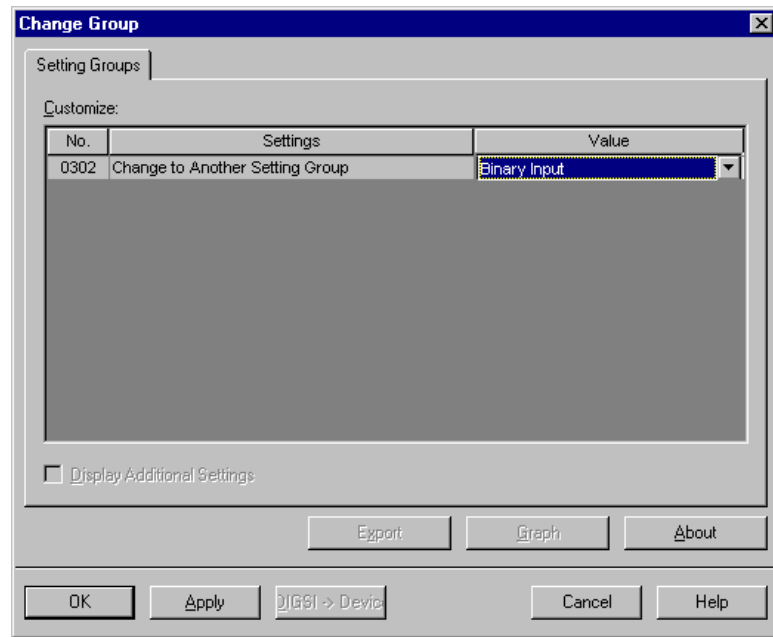 Change Group
Setting Groups
Customize:
No. Settings Value
0302 Change to Another Setting Group Binary Input
Display Additional Settings
Export Graph About
OK Apply DIGSI -> Cancel Help